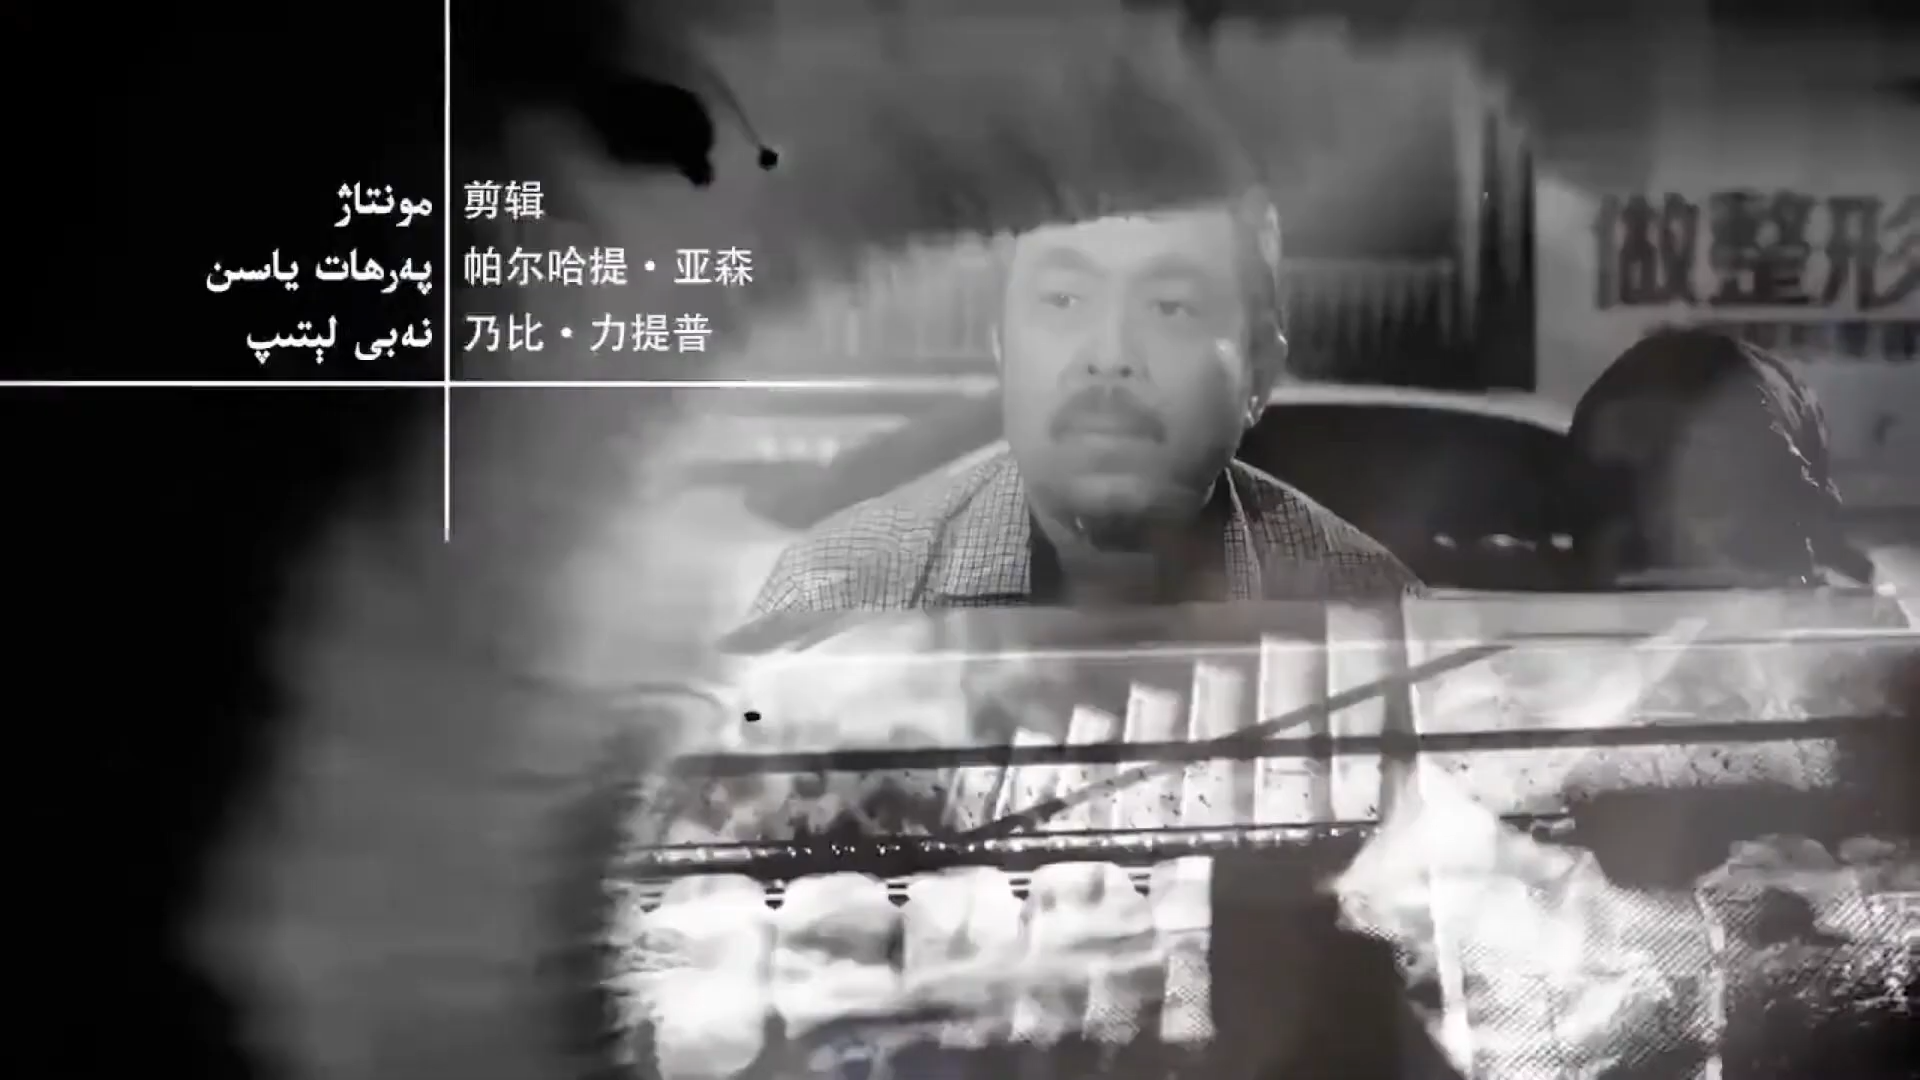 مونتاژ
剪辑
پەرھات ياسىن
帕尔哈提·亚森
نەبى لېتىپ
乃比·力提普
做整形